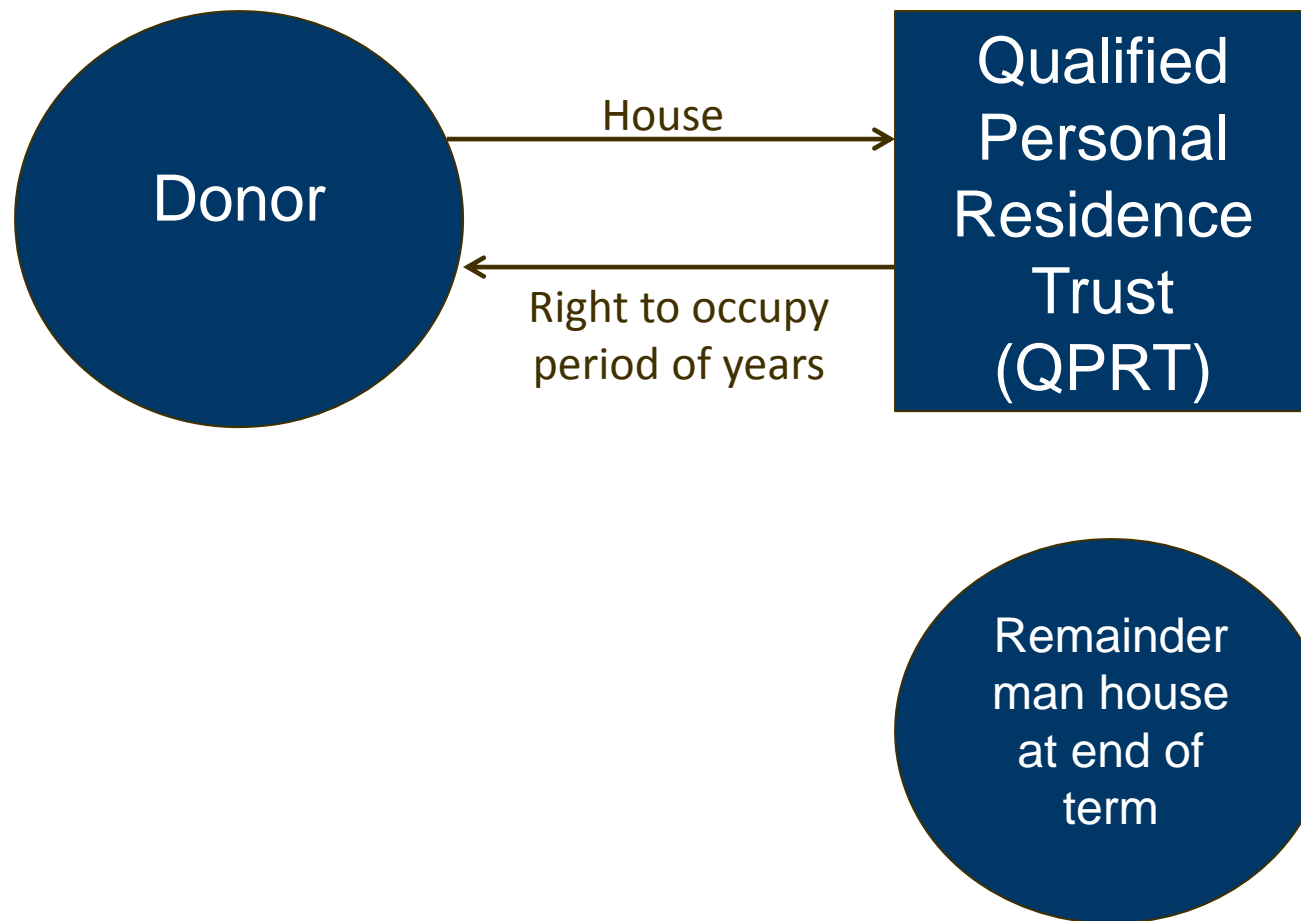 Donor
House
Right to occupy
period of years
Qualified
Personal
Residence
Trust
(QPRT)
Remainder
man house
at end of
term